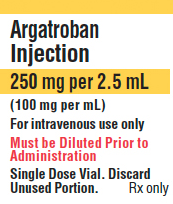 Argatroban
Injection
250 mg per 2.5 mL
(100 mg per mL)
For intravenous use only
Must be Diluted Prior to
Administration
Single Dose Vial. Discard
Unused Portion. Rx only